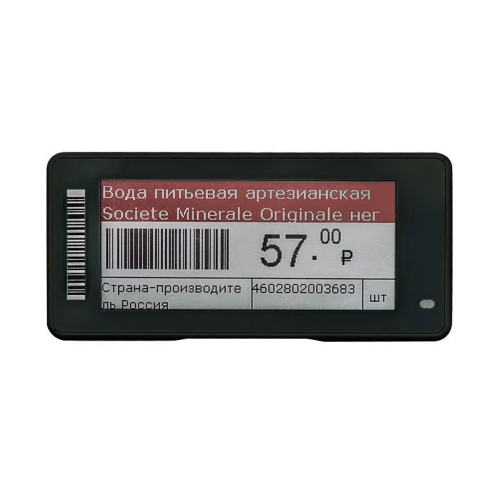 Вода питьевая артезианская
Societe Minerale Originale нег
57.00 ₽
Страна-производите
ль Россия
4602802003683
шт